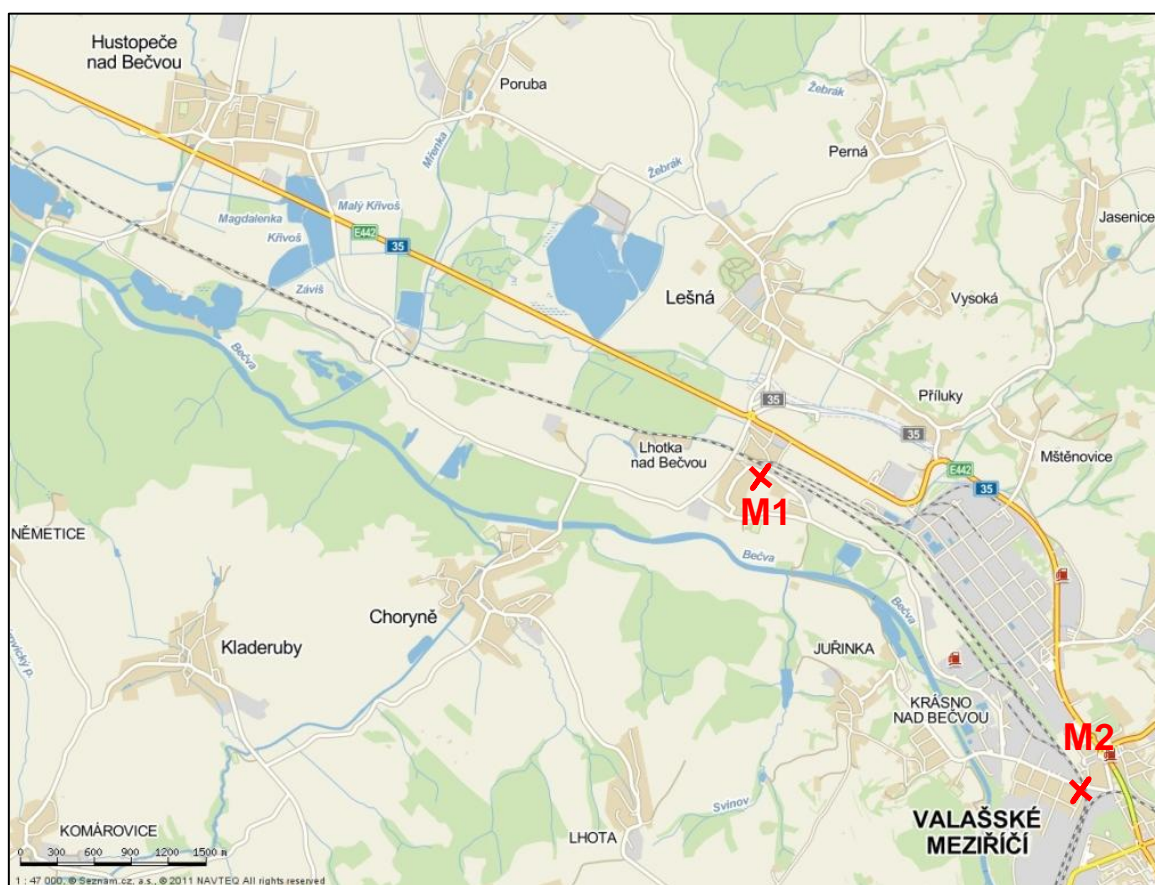 Hustopeče
nad Bečvou
Poruba
Žebrák
Perná
Mřenka
Žebrák
Jasenice
Malý Křivoš
Magdalenka
Křivoš
E442
35
Záviš
Lešná
Vysoká
Bečva
35
Příluky
35
Lhotka
nad Bečvou
E442
Mštěnovice
35
M1
NĚMETICE
Bečva
Choryně
Bečva
Kladeruby
JUŘINKA
KRÁSNO
NAD BEČVOU
M2
Svinov
VALAŠSKÉ
MEZIŘÍČÍ
KOMÁROVICE
LHOTA
0 300 600 900 1200 1500 m
1 : 47 000, © Seznam.cz, a.s., © 2011 NAVTEQ All rights reserved